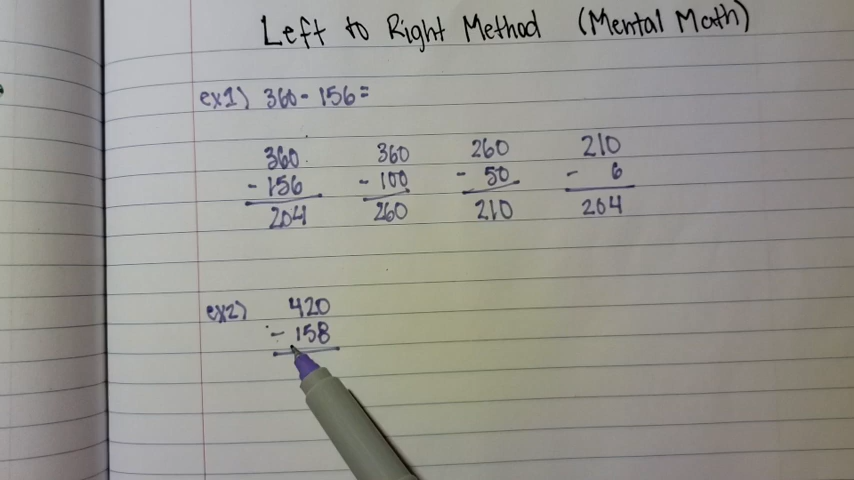 Left to Right Method (Mental Math)
ex1) 360 - 156 =
360 360 260 210
- 156 - 100 - 50 - 6
204 260 210 204
ex2) 420
- 158